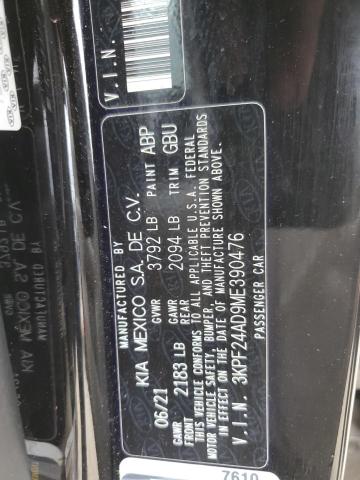 MANUFACTURED BY
KIA MEXICO S.A. DE C.V.
06/21 GVWR 3792 LB PAINT ABP
GAWR FRONT 2183 LB GAWR REAR 2094 LB TRIM GBU
THIS VEHICLE CONFORMS TO ALL APPLICABLE U.S.A. FEDERAL
MOTOR VEHICLE SAFETY, BUMPER, AND THEFT PREVENTION STANDARDS
IN EFFECT ON THE DATE OF MANUFACTURE SHOWN ABOVE.
V.I.N. 3KPF24AD9ME390476
PASSENGER CAR
V.I.N.
7610